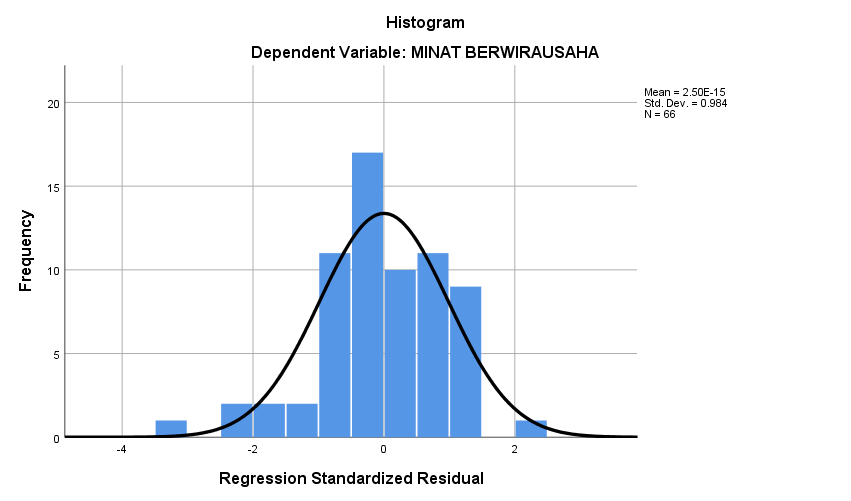 Histogram
Dependent Variable: MINAT BERWIRAUSAHA
Mean = 2.50E-15
Std. Dev. = 0.984
N = 66
Frequency
20
15
10
5
0
-4 -2 0 2
Regression Standardized Residual